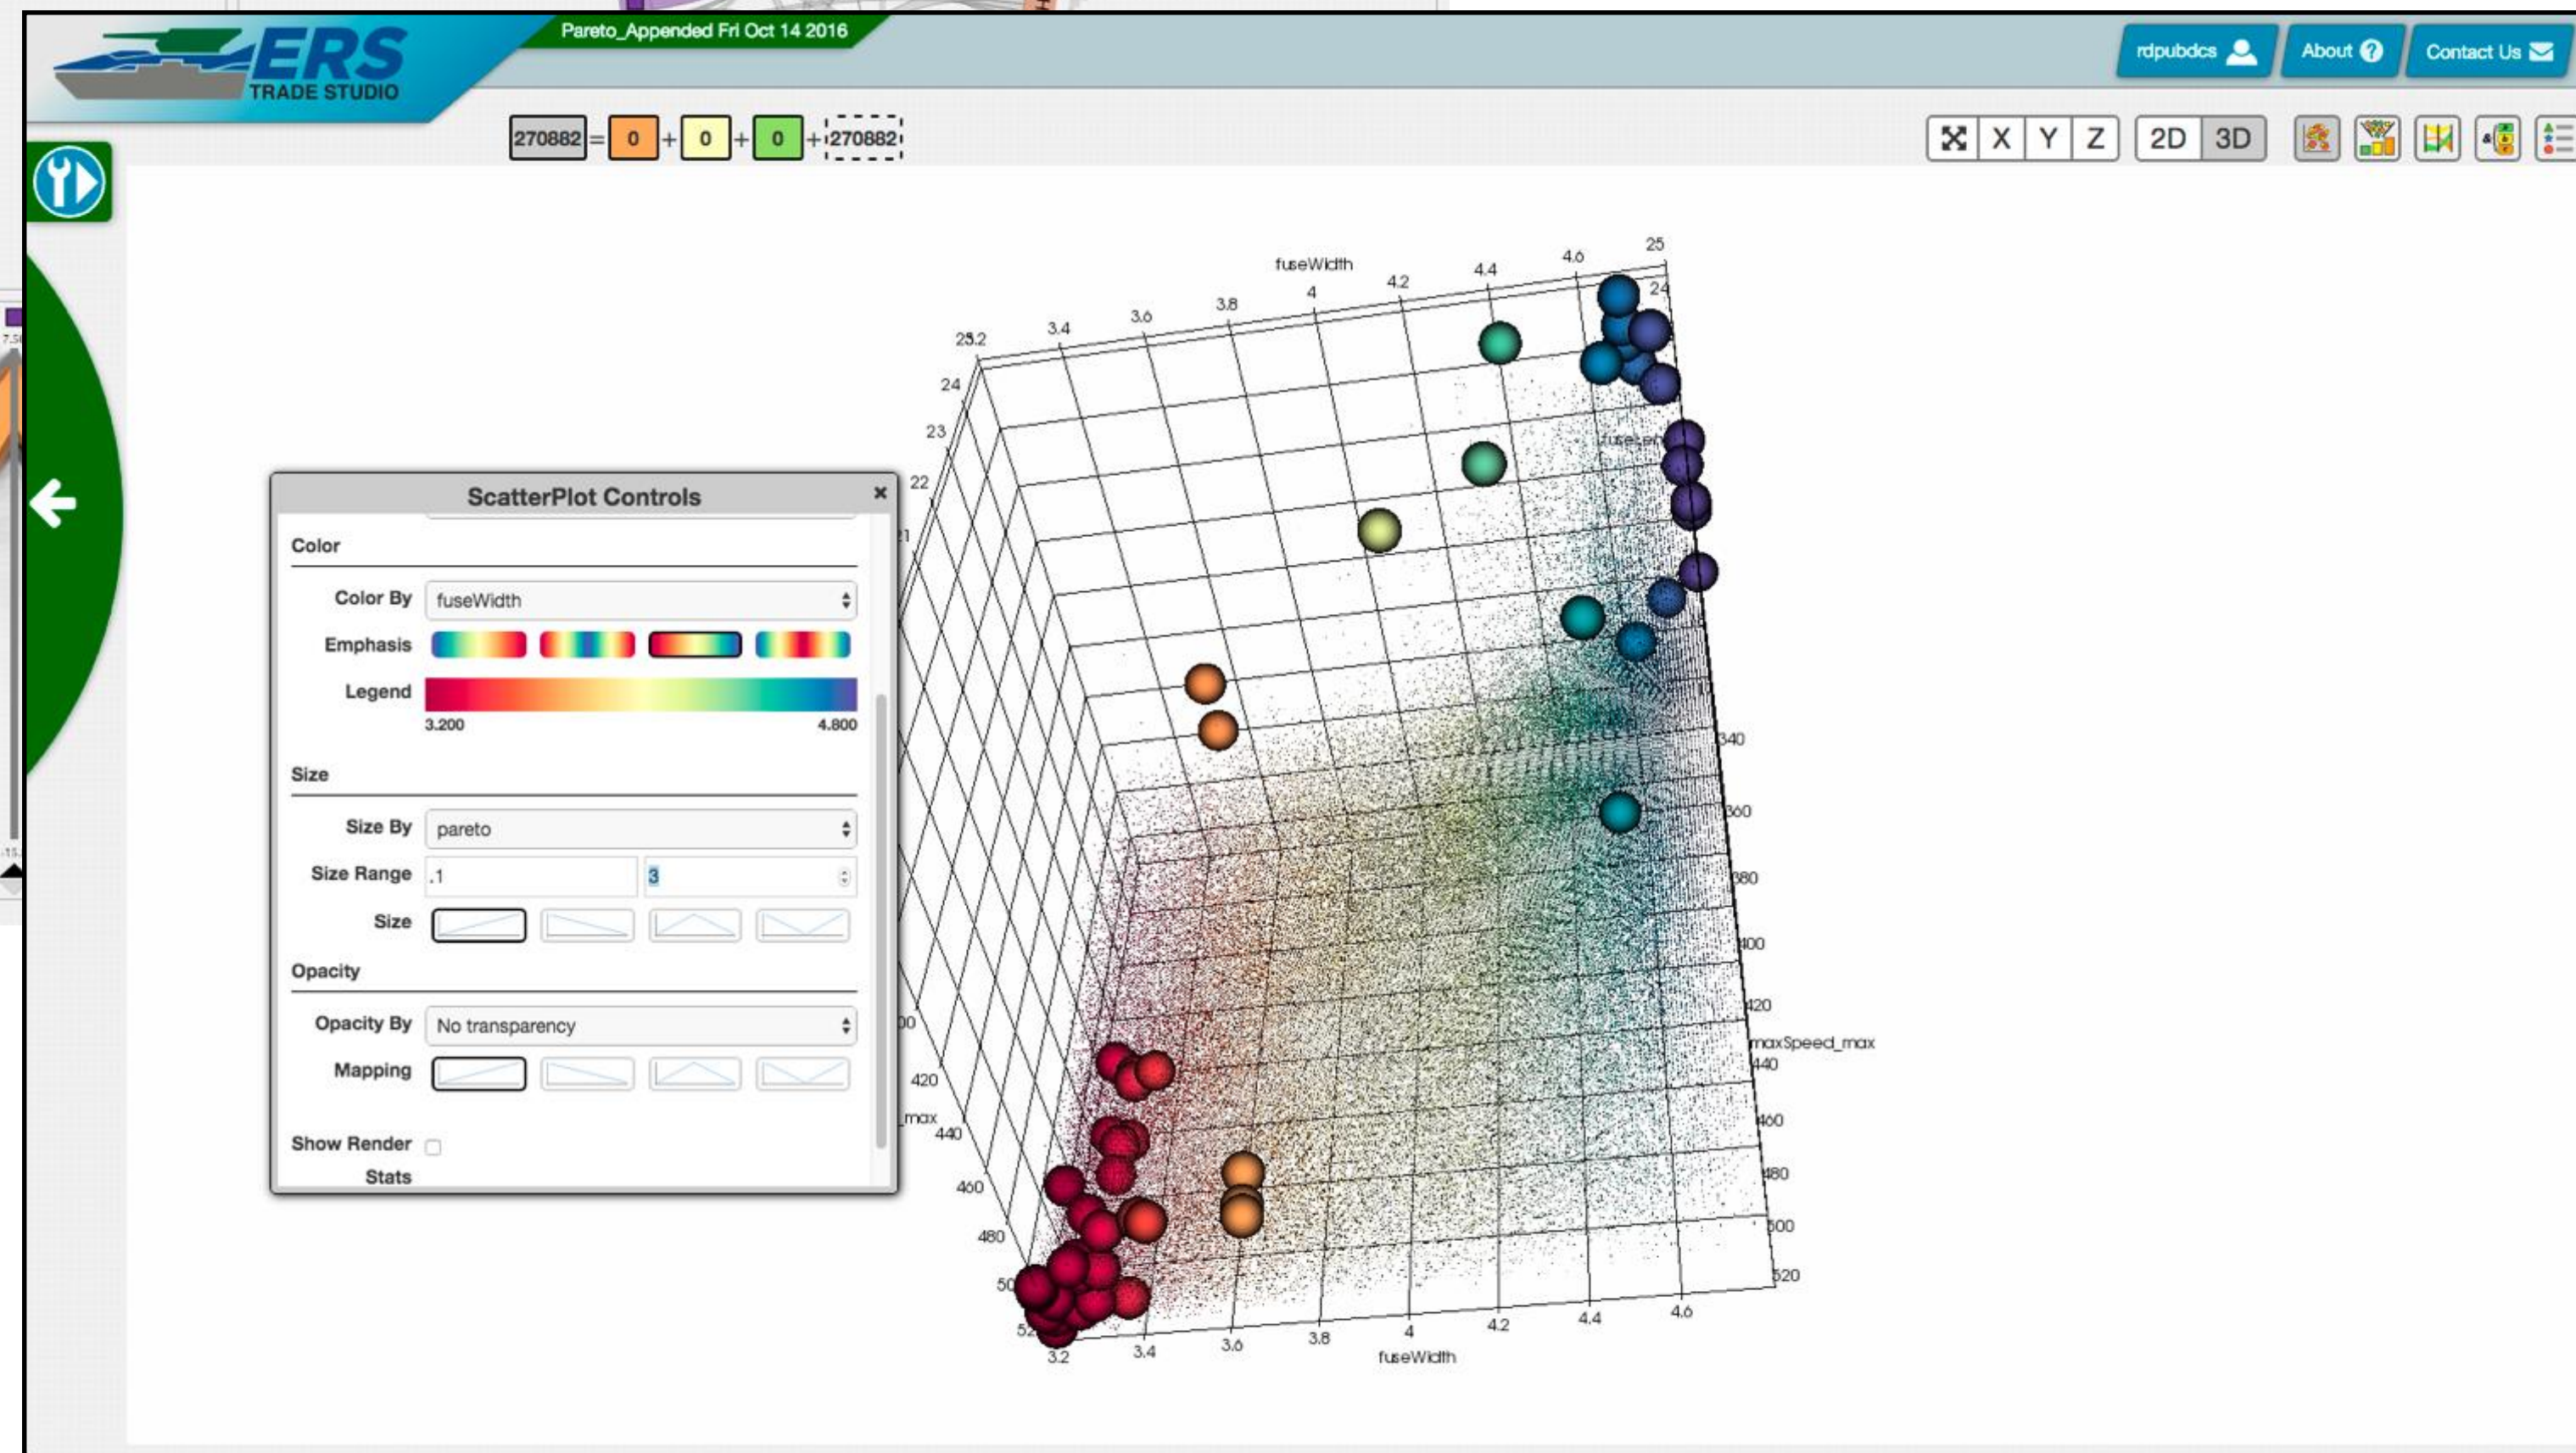 Pareto_Appended Fri Oct 14 2016
ERS
TRADE STUDIO
rdpubdcs
About ?
Contact Us
270882 = 0 + 0 + 0 + 270882
X Y Z 2D 3D
ScatterPlot Controls ×
Color
Color By fuseWidth
Emphasis
Legend
3.200 4.800
Size
Size By pareto
Size Range .1 3
Size
Opacity
Opacity By No transparency
Mapping
Show Render
Stats
fuseWidth
3.4 3.6 3.8 4 4.2 4.4 4.6 25
24
24
23
22
420
_max
440
460
480
340
360
380
400
420
maxSpeed_max
440
460
480
500
520
3.2 3.4 3.6 3.8 4 4.2 4.4 4.6
fuseWidth